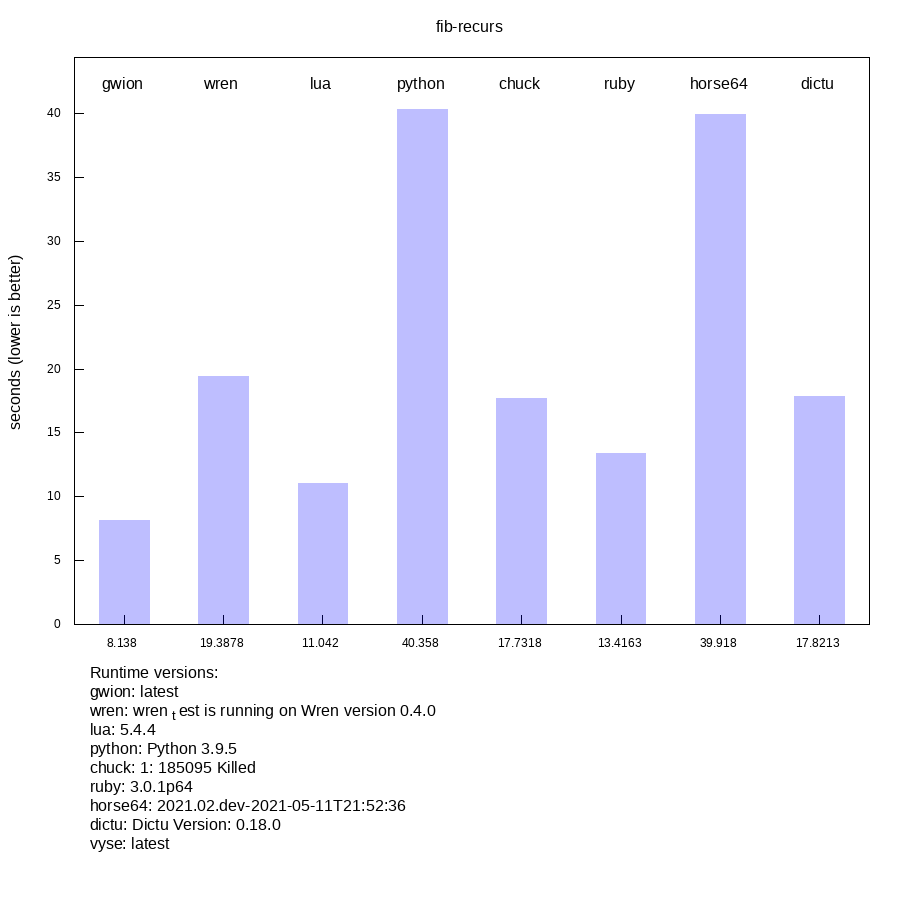 fib-recurs
gwion wren lua python chuck ruby horse64 dictu
seconds (lower is better)
40
35
30
25
20
15
10
5
0
8.138 19.3878 11.042 40.358 17.7318 13.4163 39.918 17.8213
Runtime versions:
gwion: latest
wren: wren t est is running on Wren version 0.4.0
lua: 5.4.4
python: Python 3.9.5
chuck: 1: 185095 Killed
ruby: 3.0.1p64
horse64: 2021.02.dev-2021-05-11T21:52:36
dictu: Dictu Version: 0.18.0
vyse: latest